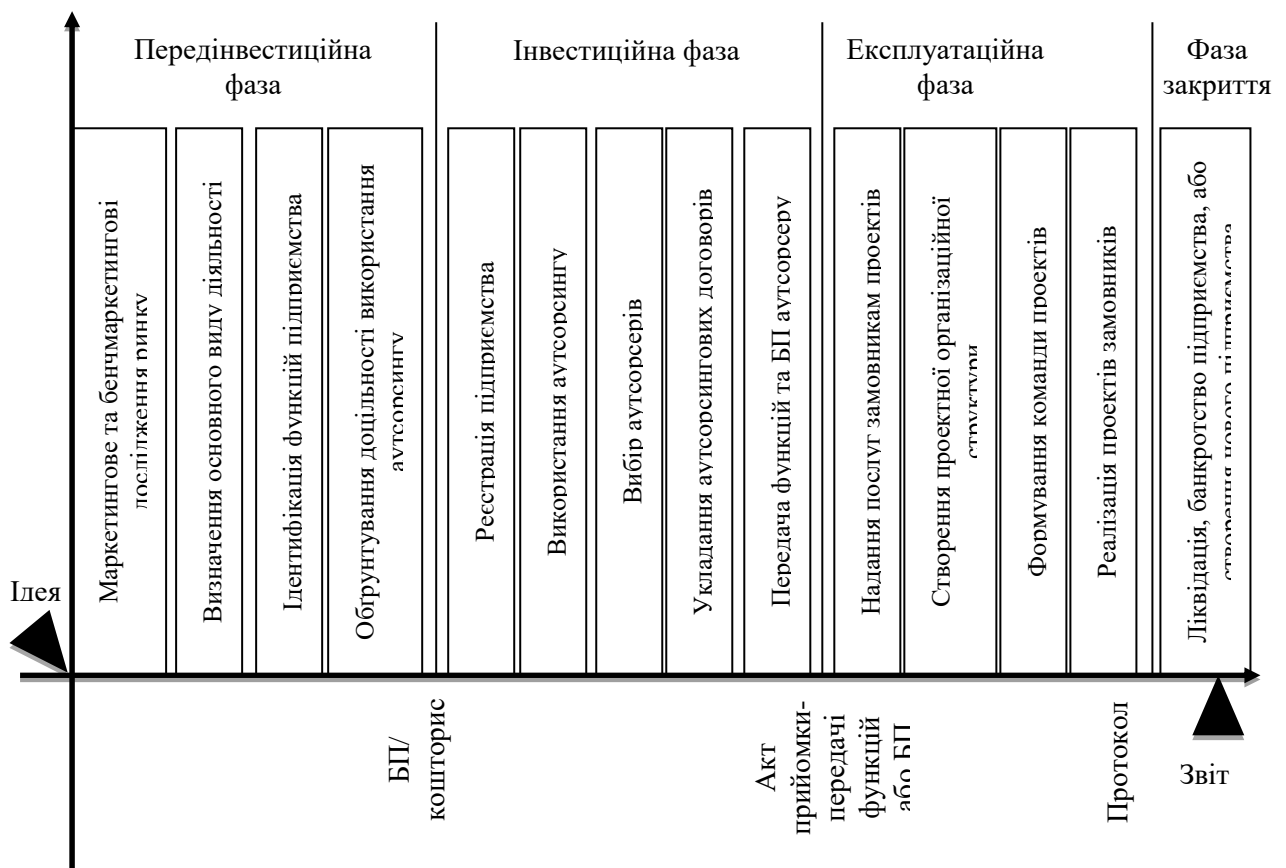 Передінвестиційна
фаза
Інвестиційна фаза
Експлуатаційна
фаза
Фаза
закриття
Маркетингове та бенчмаркетингові
дослідження ринку
Визначення основного виду діяльності
Ідентифікація функцій підприємства
Обґрунтування доцільності використання
аутсорсингу
Реєстрація підприємства
Використання аутсорсингу
Вибір аутсорсерів
Укладання аутсорсингових договорів
Передача функцій та БП аутсорсеру
Надання послуг замовникам проектів
Створення проектної організаційної
структури
Формування команди проектів
Реалізація проектів замовників
Ліквідація, банкротство підприємства, або
створення нового підприємства
Ідея
БП/
кошторис
Акт
прийомки-
передачі
функцій
або БП
Протокол
Звіт